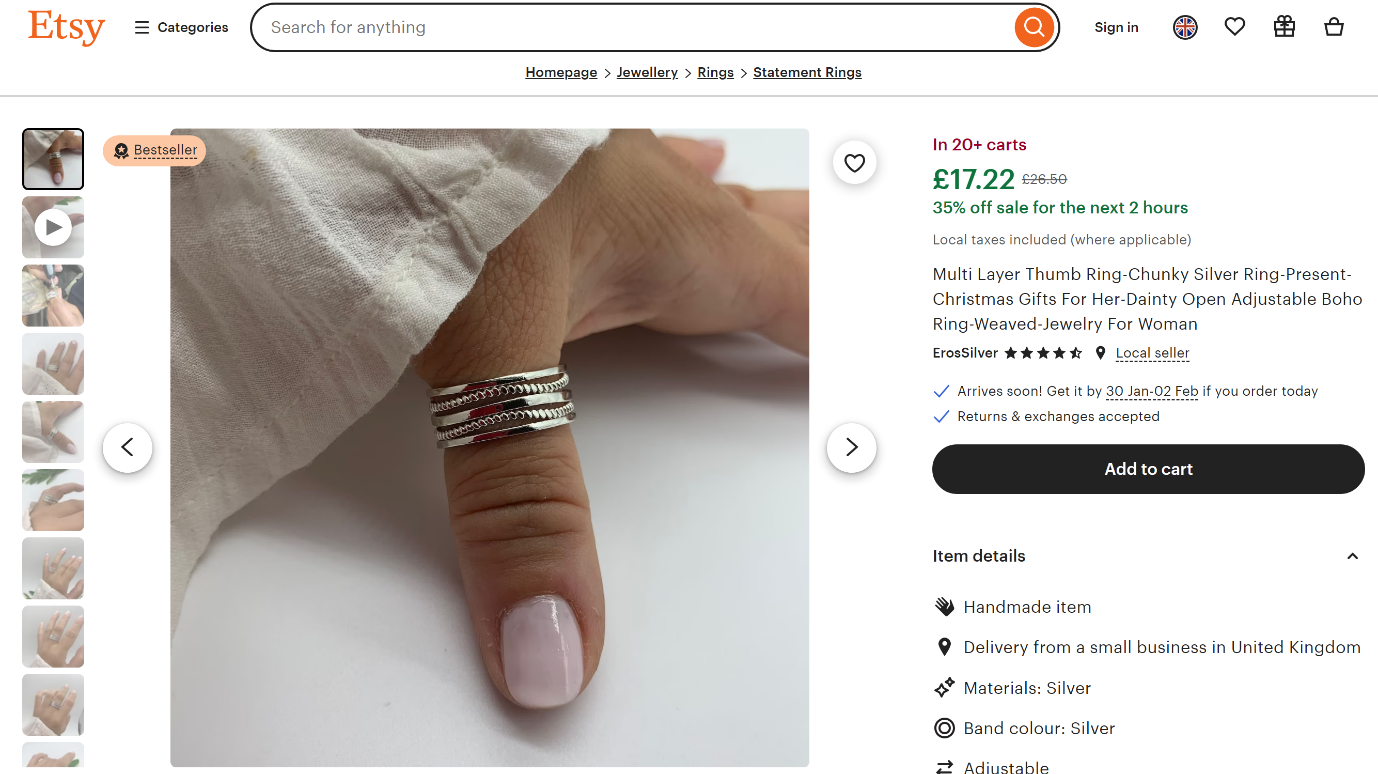 Etsy
Categories
Search for anything
Sign in
Homepage > Jewellery > Rings > Statement Rings
Bestseller
In 20+ carts
£17.22 £26.50
35% off sale for the next 2 hours
Local taxes included (where applicable)
Multi Layer Thumb Ring-Chunky Silver Ring-Present-
Christmas Gifts For Her-Dainty Open Adjustable Boho
Ring-Weaved-Jewelry For Woman
ErosSilver Local seller
Arrives soon! Get it by 30 Jan-02 Feb if you order today
Returns & exchanges accepted
Add to cart
Item details
Handmade item
Delivery from a small business in United Kingdom
Materials: Silver
Band colour: Silver
Adjustable